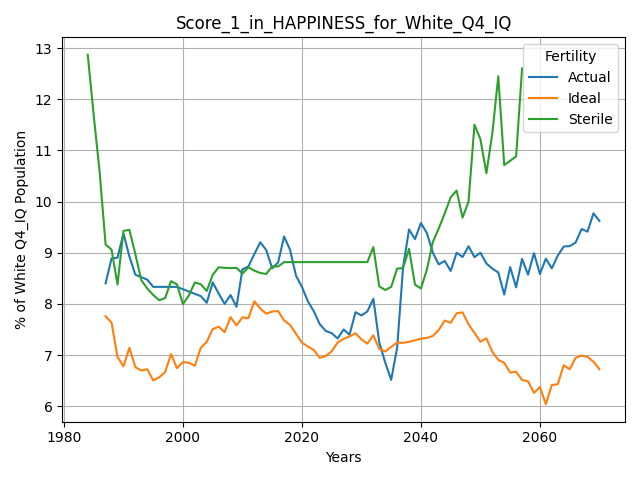 Score_1_in_HAPPINESS_for_White_Q4_IQ
% of White Q4_IQ Population
13
12
11
10
9
8
7
6
Fertility
Actual
Ideal
Sterile
1980
2000
2020
2040
2060
Years